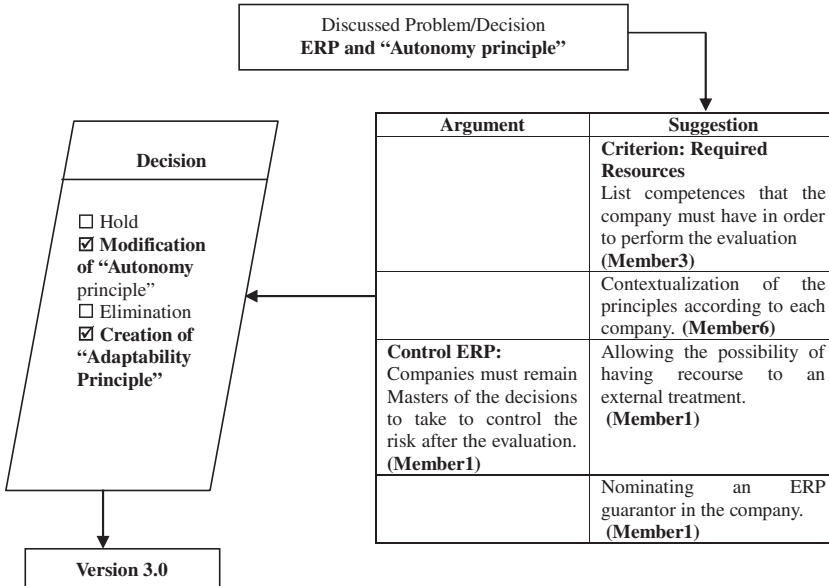 Discussed Problem/Decision
ERP and “Autonomy principle”
Argument
Suggestion
Criterion: Required
Resources
List competences that the
company must have in order
to perform the evaluation
(Member3)
Contextualization of the
principles according to each
company. (Member6)
Control ERP:
Companies must remain
Masters of the decisions
to take to control the
risk after the evaluation.
(Member1)
Allowing the possibility of
having recourse to an
external treatment.
(Member1)
Nominating an ERP
guarantor in the company.
(Member1)
Decision
☐ Hold
☑ Modification
of “Autonomy
principle”
☐ Elimination
☑ Creation of
“Adaptability
Principle”
Version 3.0